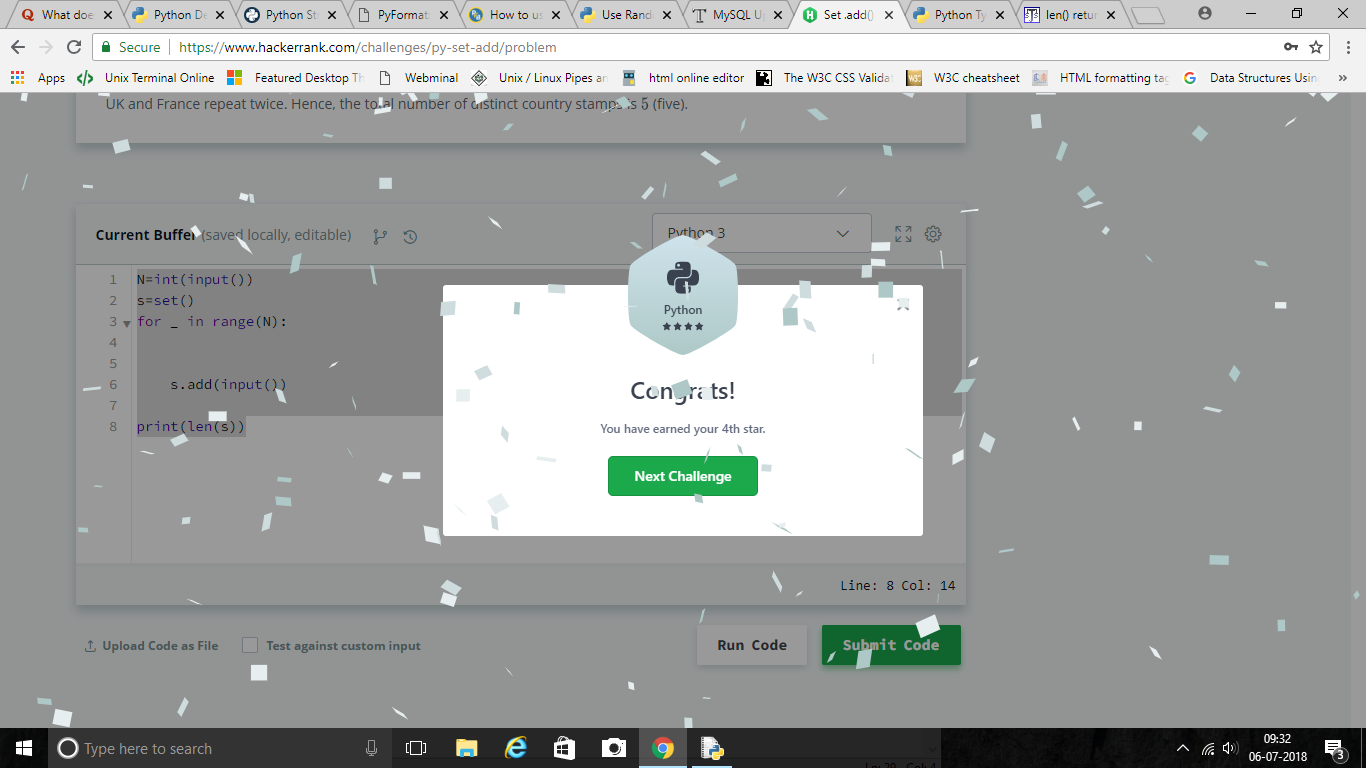 What doe
Python De
Python St
PyFormat
How to us
Use Rand
MySQL Up
Set .add()
Python Ty
len() retur
Secure
https://www.hackerrank.com/challenges/py-set-add/problem
Apps
Unix Terminal Online
Featured Desktop Th
Webminal
Unix / Linux Pipes an
html online editor
The W3C CSS Validat
W3C cheatsheet
HTML formatting tag
Data Structures Usin
»
UK and France repeat twice. Hence, the total number of distinct country stamps is 5 (five).
Current Buffer (saved locally, editable)
Python 3
1 N=int(input())
2 s=set()
3 for _ in range(N):
4
5
6 s.add(input())
7
8 print(len(s))
Python
★★★★
Congrats!
You have earned your 4th star.
Next Challenge
Line: 8 Col: 14
Upload Code as File
Test against custom input
Run Code
Submit Code
Type here to search
09:32
06-07-2018
3